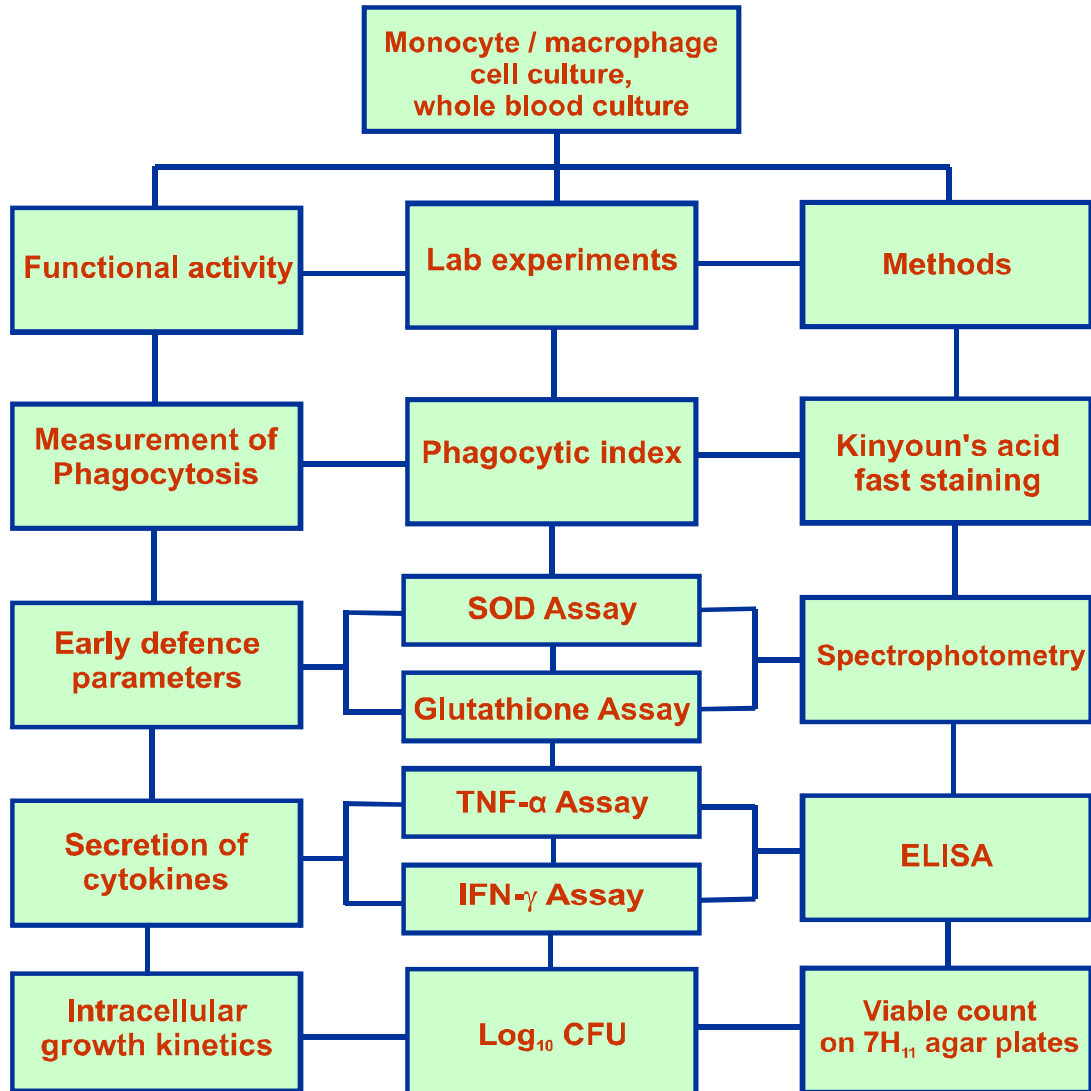 Monocyte / macrophage
cell culture,
whole blood culture
Functional activity
Lab experiments
Methods
Measurement of
Phagocytosis
Phagocytic index
Kinyoun's acid
fast staining
Early defence
parameters
SOD Assay
Glutathione Assay
Spectrophotometry
Secretion of
cytokines
TNF-α Assay
IFN-γ Assay
ELISA
Intracellular
growth kinetics
Log₁₀ CFU
Viable count
on 7H₁₁ agar plates